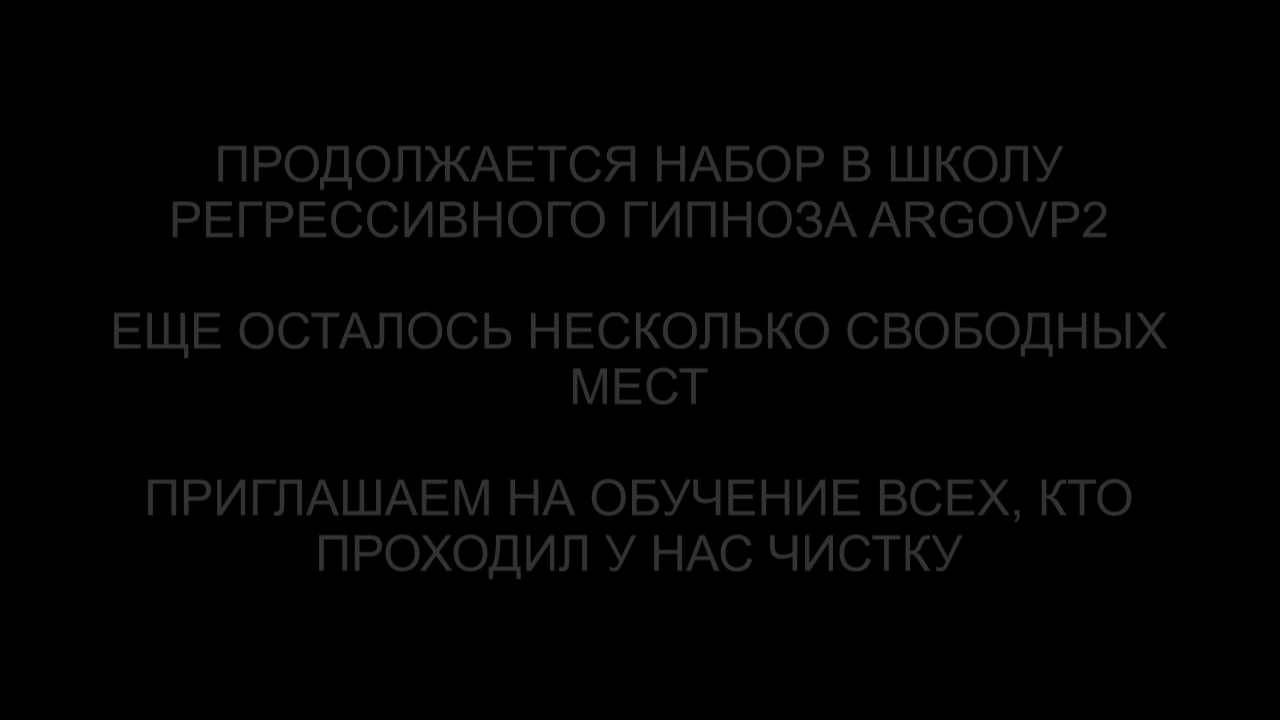 ПРОДОЛЖАЕТСЯ НАБОР В ШКОЛУ
РЕГРЕССИВНОГО ГИПНОЗА ARGOVP2
ЕЩЕ ОСТАЛОСЬ НЕСКОЛЬКО СВОБОДНЫХ
МЕСТ
ПРИГЛАШАЕМ НА ОБУЧЕНИЕ ВСЕХ, КТО
ПРОХОДИЛ У НАС ЧИСТКУ